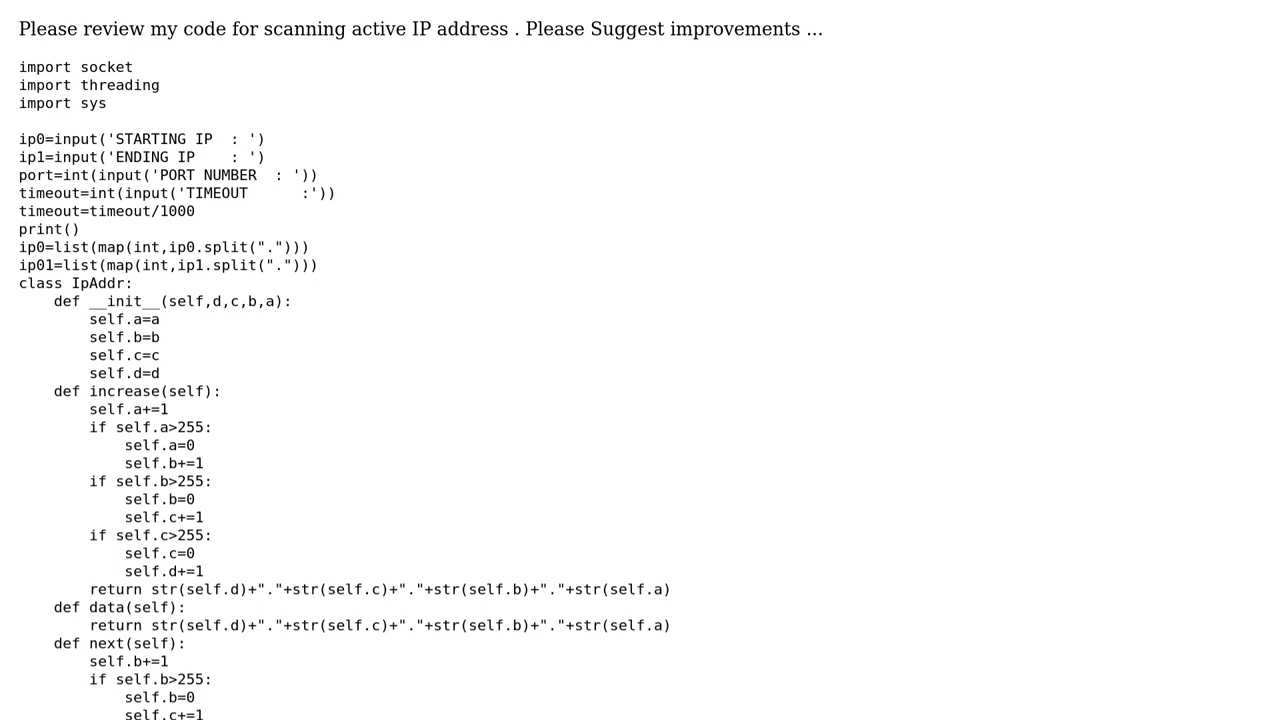 Please review my code for scanning active IP address . Please Suggest improvements ...
import socket
import threading
import sys
ip0=input('STARTING IP  : ')
ip1=input('ENDING IP    : ')
port=int(input('PORT NUMBER  : '))
timeout=int(input('TIMEOUT      :'))
timeout=timeout/1000
print()
ip0=list(map(int,ip0.split(".")))
ip01=list(map(int,ip1.split(".")))
class IpAddr:
    def __init__(self,d,c,b,a):
        self.a=a
        self.b=b
        self.c=c
        self.d=d
    def increase(self):
        self.a+=1
        if self.a>255:
            self.a=0
            self.b+=1
        if self.b>255:
            self.b=0
            self.c+=1
        if self.c>255:
            self.c=0
            self.d+=1
        return str(self.d)+"."+str(self.c)+"."+str(self.b)+"."+str(self.a)
    def data(self):
        return str(self.d)+"."+str(self.c)+"."+str(self.b)+"."+str(self.a)
    def next(self):
        self.b+=1
        if self.b>255:
            self.b=0
            self.c+=1